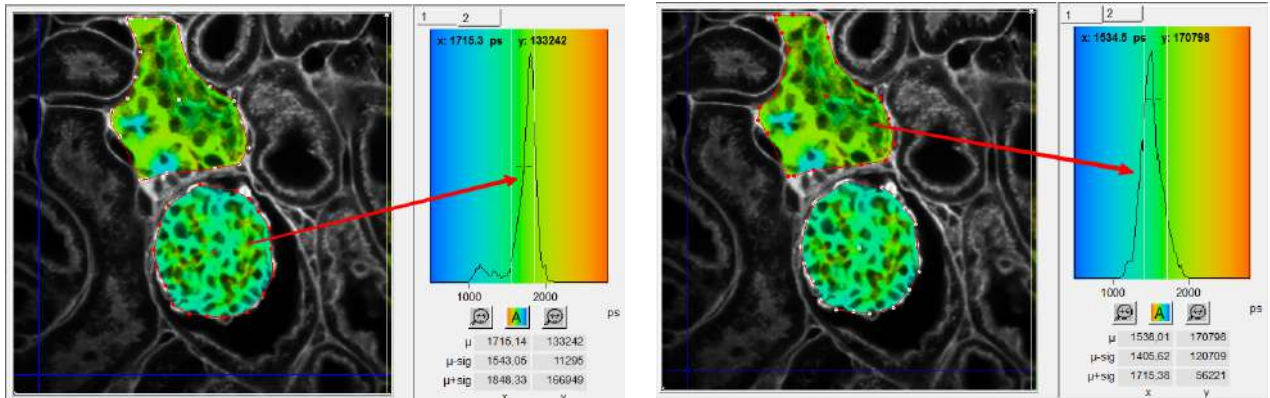 1 2
x: 1715.3 ps y: 133242
1000 2000
ps
A
μ 1715,14 133242
μ-sig 1543,05 11295
μ+sig 1848,33 166949
x y
1 2
x: 1534.5 ps y: 170798
1000 2000
ps
A
μ 1538,01 170798
μ-sig 1405,62 120709
μ+sig 1715,38 56221
x y